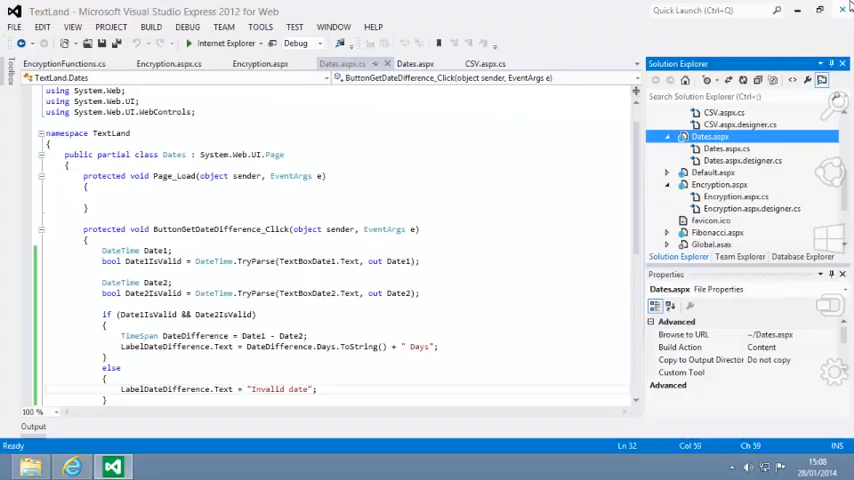 TextLand - Microsoft Visual Studio Express 2012 for Web
Quick Launch (Ctrl+Q)
FILE EDIT VIEW PROJECT BUILD DEBUG TEAM TOOLS TEST WINDOW HELP
Internet Explorer Debug
Toolbox
EncryptionFunctions.cs Encryption.aspx.cs Encryption.aspx Dates.aspx.cs Dates.aspx CSV.aspx.cs
TextLand.Dates ButtonGetDateDifference_Click(object sender, EventArgs e)
using System.Web;
using System.Web.UI;
using System.Web.UI.WebControls;
namespace TextLand
{
public partial class Dates : System.Web.UI.Page
{
protected void Page_Load(object sender, EventArgs e)
{
}
protected void ButtonGetDateDifference_Click(object sender, EventArgs e)
{
DateTime Date1;
bool Date1IsValid = DateTime.TryParse(TextBoxDate1.Text, out Date1);
DateTime Date2;
bool Date2IsValid = DateTime.TryParse(TextBoxDate2.Text, out Date2);
if (Date1IsValid && Date2IsValid)
{
TimeSpan DateDifference = Date1 - Date2;
LabelDateDifference.Text = DateDifference.Days.ToString() + " Days";
}
else
{
LabelDateDifference.Text = "Invalid date";
}
100 %
Output
Solution Explorer
Search Solution Explorer (Ctrl+;)
CSV.aspx.cs
CSV.aspx.designer.cs
Dates.aspx
Dates.aspx.cs
Dates.aspx.designer.cs
Default.aspx
Encryption.aspx
Encryption.aspx.cs
Encryption.aspx.designer.cs
favicon.ico
Fibonacci.aspx
Global.asax
Solution Explorer Team Explorer Database Explorer
Properties
Dates.aspx File Properties
Advanced
Browse to URL ~/Dates.aspx
Build Action Content
Copy to Output Director Do not copy
Custom Tool
Advanced
Ready Ln 32 Col 59 Ch 59 INS
15:08
28/01/2014